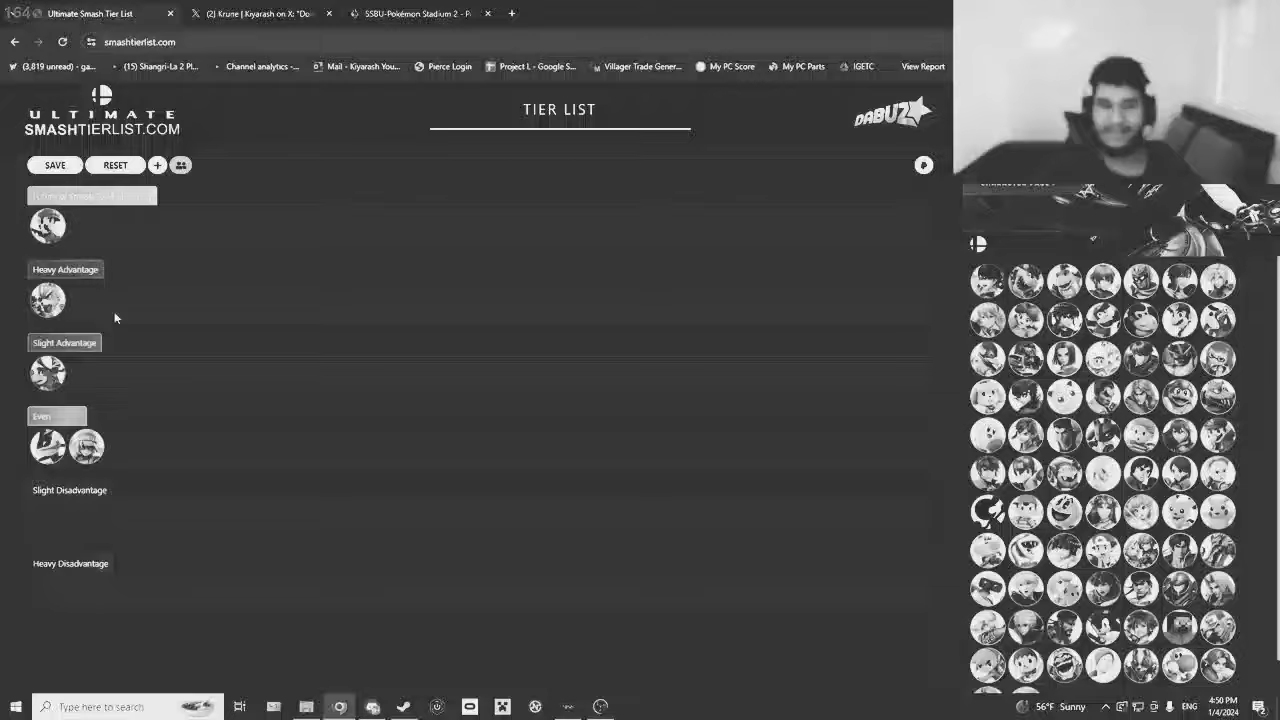 164
Ultimate Smash Tier List
(2) Krune | Kiyarash on X: "Do
SSBU-Pokémon Stadium 2 - P
smashtierlist.com
(3,819 unread) - ga...
(15) Shangri-La 2 Pl...
Channel analytics -...
Mail - Kiyarash You...
Pierce Login
Project L - Google S...
Villager Trade Gener...
My PC Score
My PC Parts
IGETC
View Report
ULTIMATE
SMASHTIERLIST.COM
TIER LIST
DABUZ
SAVE
RESET
+
Heavy Advantage
Slight Advantage
Even
Slight Disadvantage
Heavy Disadvantage
Type here to search
56°F Sunny
ENG
4:50 PM
1/4/2024